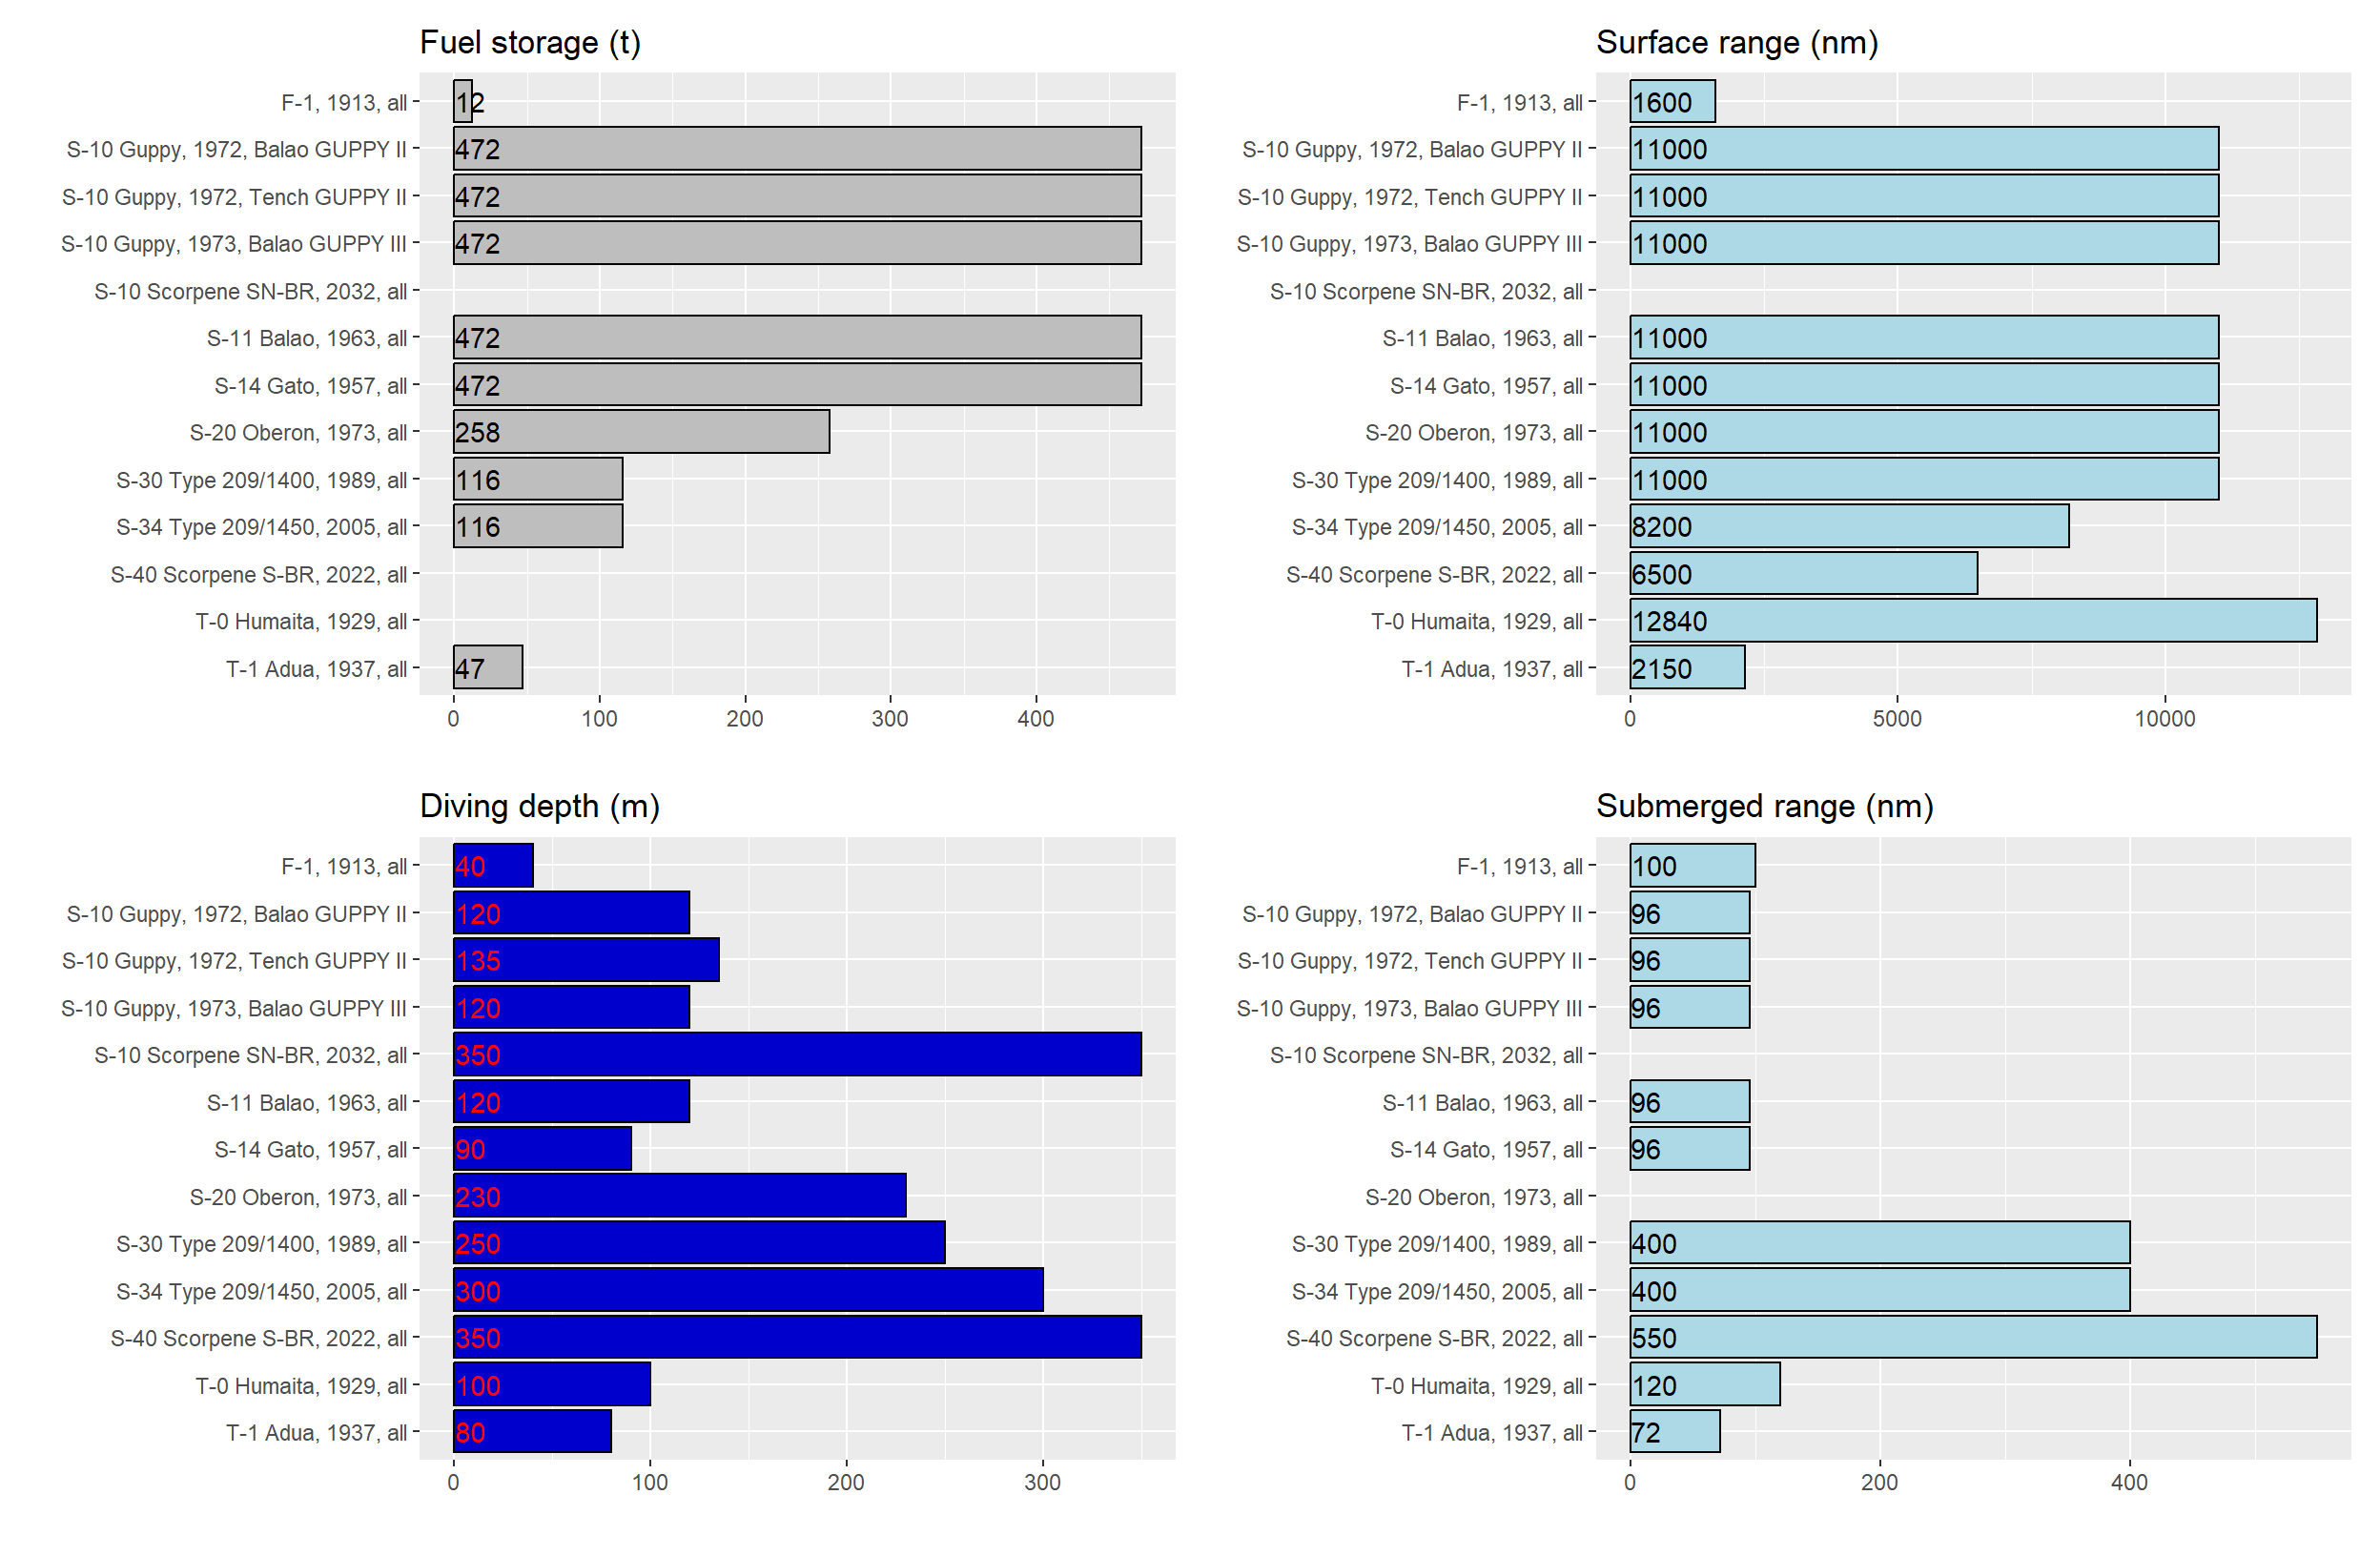 Fuel storage (t)
F-1, 1913, all
12
S-10 Guppy, 1972, Balao GUPPY II
472
S-10 Guppy, 1972, Tench GUPPY II
472
S-10 Guppy, 1973, Balao GUPPY III
472
S-10 Scorpene SN-BR, 2032, all
S-11 Balao, 1963, all
472
S-14 Gato, 1957, all
472
S-20 Oberon, 1973, all
258
S-30 Type 209/1400, 1989, all
116
S-34 Type 209/1450, 2005, all
116
S-40 Scorpene S-BR, 2022, all
T-0 Humaita, 1929, all
T-1 Adua, 1937, all
47
0 100 200 300 400
Surface range (nm)
F-1, 1913, all
1600
S-10 Guppy, 1972, Balao GUPPY II
11000
S-10 Guppy, 1972, Tench GUPPY II
11000
S-10 Guppy, 1973, Balao GUPPY III
11000
S-10 Scorpene SN-BR, 2032, all
S-11 Balao, 1963, all
11000
S-14 Gato, 1957, all
11000
S-20 Oberon, 1973, all
11000
S-30 Type 209/1400, 1989, all
11000
S-34 Type 209/1450, 2005, all
8200
S-40 Scorpene S-BR, 2022, all
6500
T-0 Humaita, 1929, all
12840
T-1 Adua, 1937, all
2150
0 5000 10000
Diving depth (m)
F-1, 1913, all
40
S-10 Guppy, 1972, Balao GUPPY II
120
S-10 Guppy, 1972, Tench GUPPY II
135
S-10 Guppy, 1973, Balao GUPPY III
120
S-10 Scorpene SN-BR, 2032, all
350
S-11 Balao, 1963, all
120
S-14 Gato, 1957, all
90
S-20 Oberon, 1973, all
230
S-30 Type 209/1400, 1989, all
250
S-34 Type 209/1450, 2005, all
300
S-40 Scorpene S-BR, 2022, all
350
T-0 Humaita, 1929, all
100
T-1 Adua, 1937, all
80
0 100 200 300
Submerged range (nm)
F-1, 1913, all
100
S-10 Guppy, 1972, Balao GUPPY II
96
S-10 Guppy, 1972, Tench GUPPY II
96
S-10 Guppy, 1973, Balao GUPPY III
96
S-10 Scorpene SN-BR, 2032, all
S-11 Balao, 1963, all
96
S-14 Gato, 1957, all
96
S-20 Oberon, 1973, all
S-30 Type 209/1400, 1989, all
400
S-34 Type 209/1450, 2005, all
400
S-40 Scorpene S-BR, 2022, all
550
T-0 Humaita, 1929, all
120
T-1 Adua, 1937, all
72
0 200 400